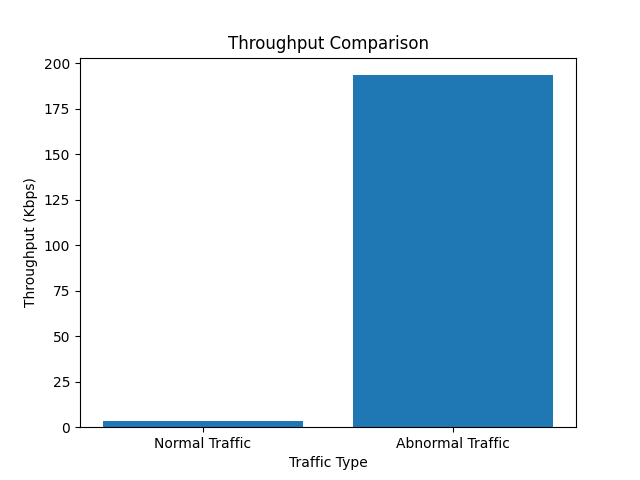 Throughput Comparison
Throughput (Kbps)
200
175
150
125
100
75
50
25
0
Normal Traffic
Abnormal Traffic
Traffic Type